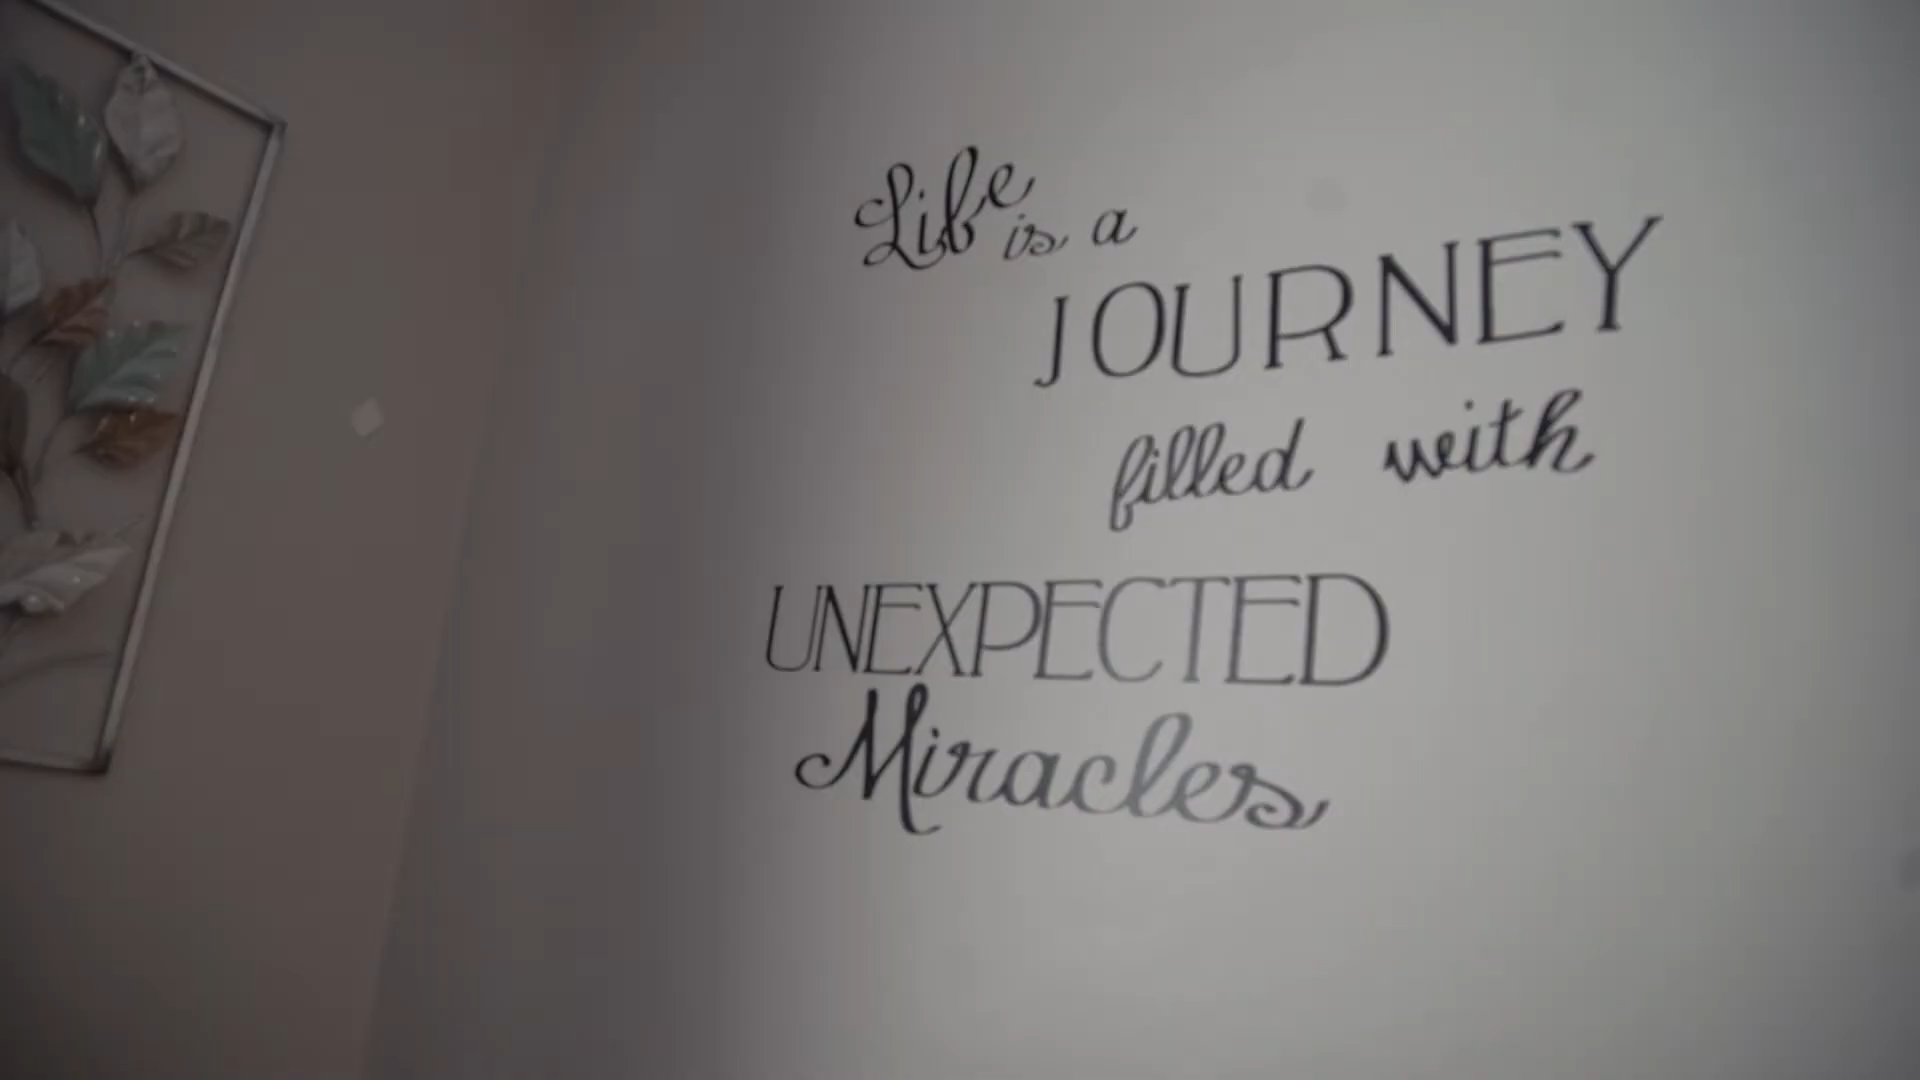 Life is a
JOURNEY
filled with
UNEXPECTED
Miracles